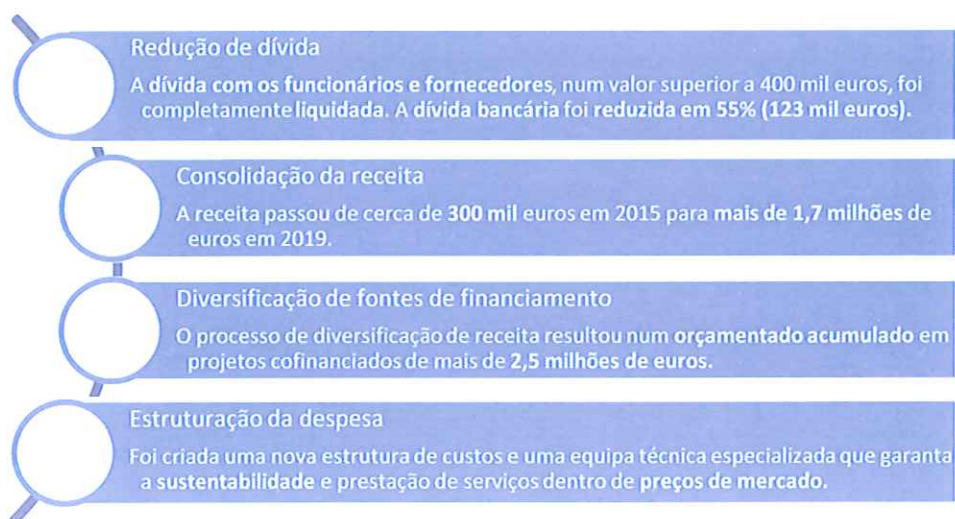 Redução de dívida
A dívida com os funcionários e fornecedores, num valor superior a 400 mil euros, foi
completamente liquidada. A dívida bancária foi reduzida em 55% (123 mil euros).
Consolidação da receita
A receita passou de cerca de 300 mil euros em 2015 para mais de 1,7 milhões de
euros em 2019.
Diversificação de fontes de financiamento
O processo de diversificação de receita resultou num orçamentado acumulado em
projetos cofinanciados de mais de 2,5 milhões de euros.
Estruturação da despesa
Foi criada uma nova estrutura de custos e uma equipa técnica especializada que garanta
a sustentabilidade e prestação de serviços dentro de preços de mercado.